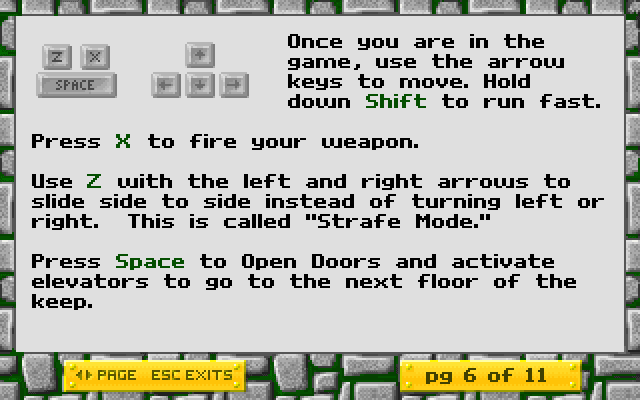 Z X
SPACE
Once you are in the
game, use the arrow
keys to move. Hold
down Shift to run fast.
Press X to fire your weapon.
Use Z with the left and right arrows to
slide side to side instead of turning left or
right.  This is called "Strafe Mode."
Press Space to Open Doors and activate
elevators to go to the next floor of the
keep.
PAGE ESC EXITS
pg 6 of 11